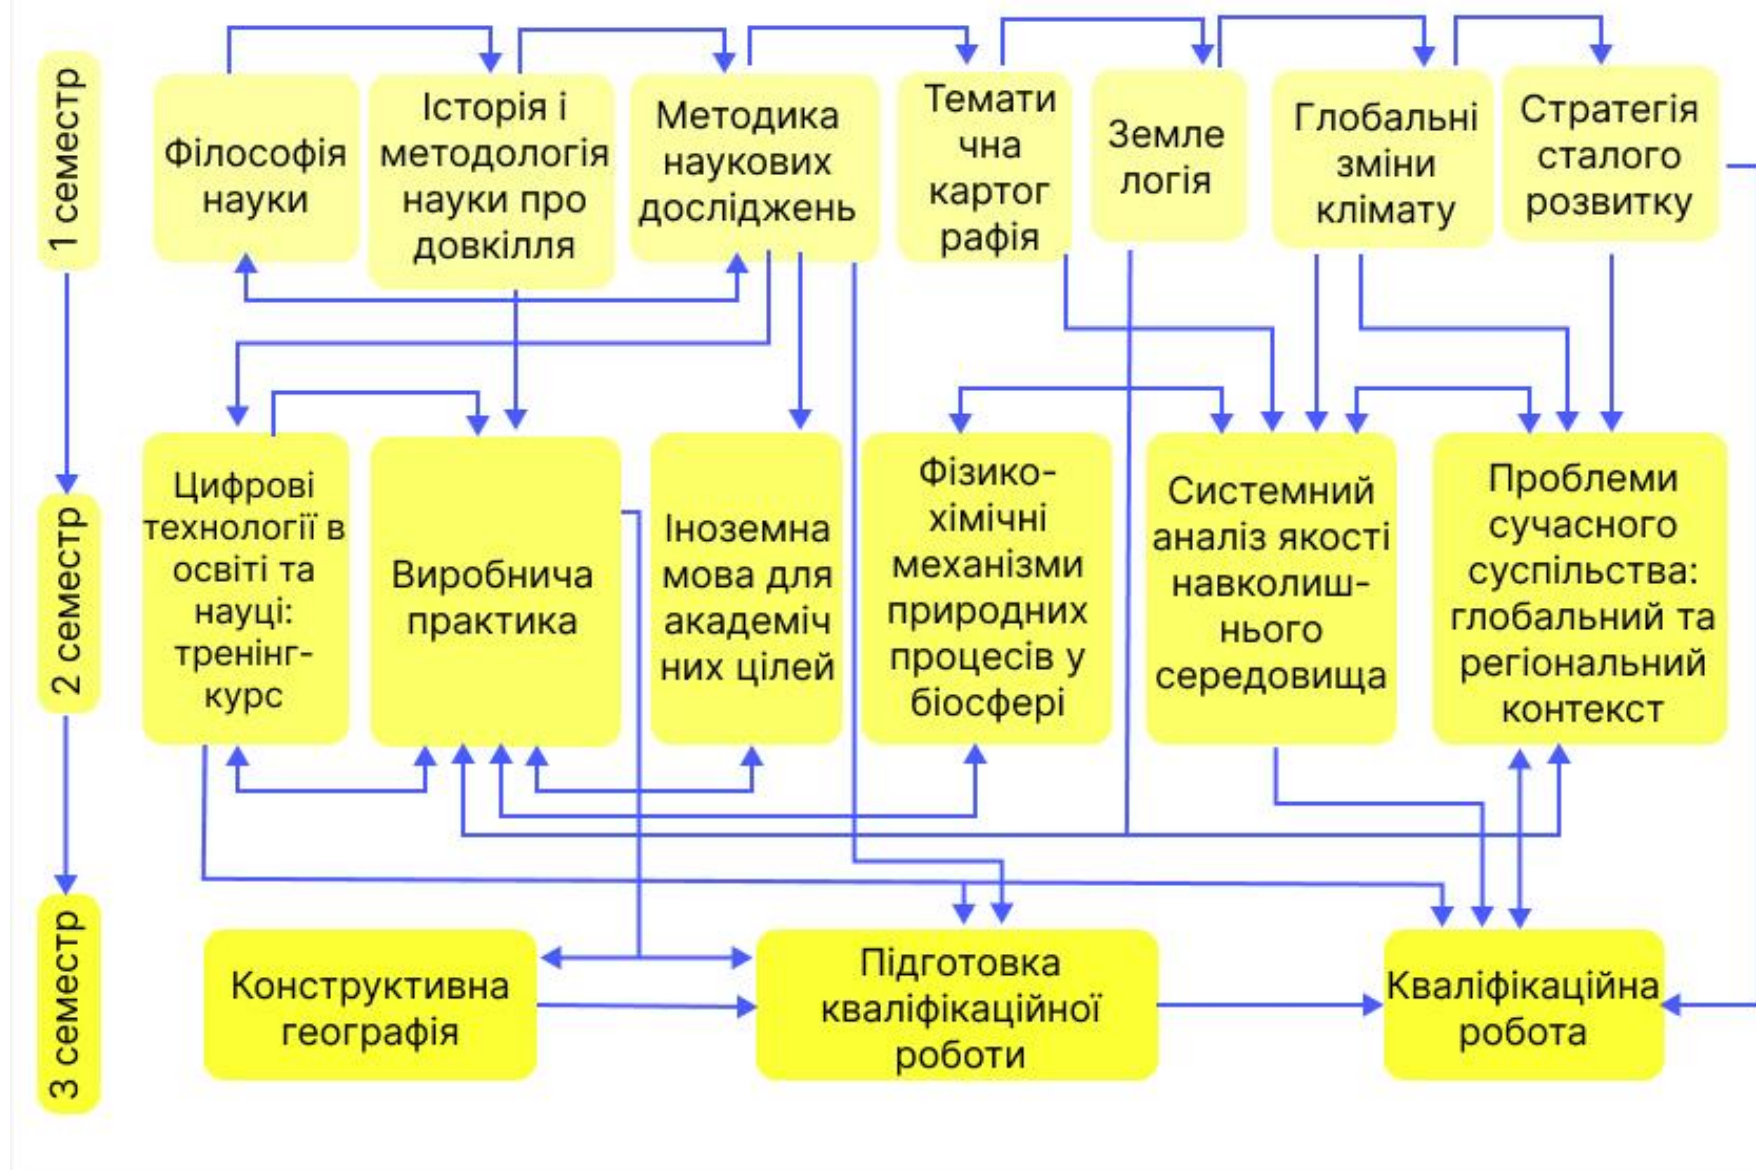 1 семестр
Філософія
науки
Історія і
методологія
науки про
довкілля
Методика
наукових
досліджень
Темати
чна
картог
рафія
Земле
логія
Глобальні
зміни
клімату
Стратегія
сталого
розвитку
2 семестр
Цифрові
технології в
освіті та
науці:
тренінг-
курс
Виробнича
практика
Іноземна
мова для
академіч
них цілей
Фізико-
хімічні
механізми
природних
процесів у
біосфері
Системний
аналіз якості
навколиш-
нього
середовища
Проблеми
сучасного
суспільства:
глобальний та
регіональний
контекст
3 семестр
Конструктивна
географія
Підготовка
кваліфікаційної
роботи
Кваліфікаційна
робота